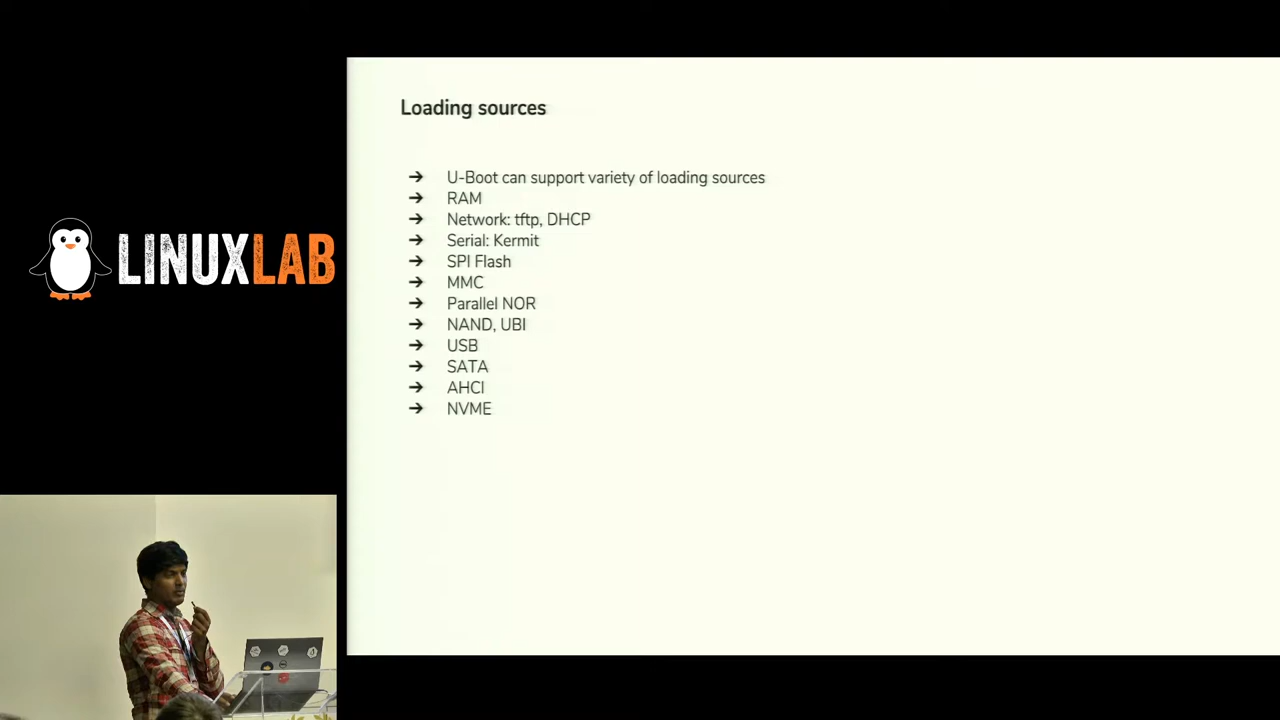 Loading sources
→ U-Boot can support variety of loading sources
→ RAM
→ Network: tftp, DHCP
→ Serial: Kermit
→ SPI Flash
→ MMC
→ Parallel NOR
→ NAND, UBI
→ USB
→ SATA
→ AHCI
→ NVME
LINUXLAB